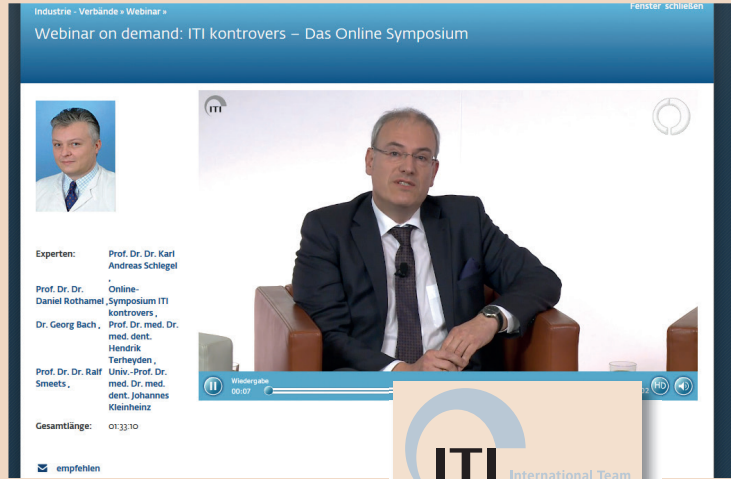 Industrie - Verbände » Webinar »
Fenster schließen
Webinar on demand: ITI kontrovers – Das Online Symposium
ITI
Experten:
Prof. Dr. Dr. Karl
Andreas Schlegel
,
Prof. Dr. Dr.
Online-
Daniel Rothamel ,
Symposium ITI
kontrovers ,
Dr. Georg Bach ,
Prof. Dr. med. Dr.
med. dent.
Hendrik
Terheyden ,
Prof. Dr. Dr. Ralf
Univ.-Prof. Dr.
Smeets ,
med. Dr. med.
dent. Johannes
Kleinheinz
Gesamtlänge:
01:33:10
empfehlen
Wiedergabe
00:07
HD
ITI
International Team